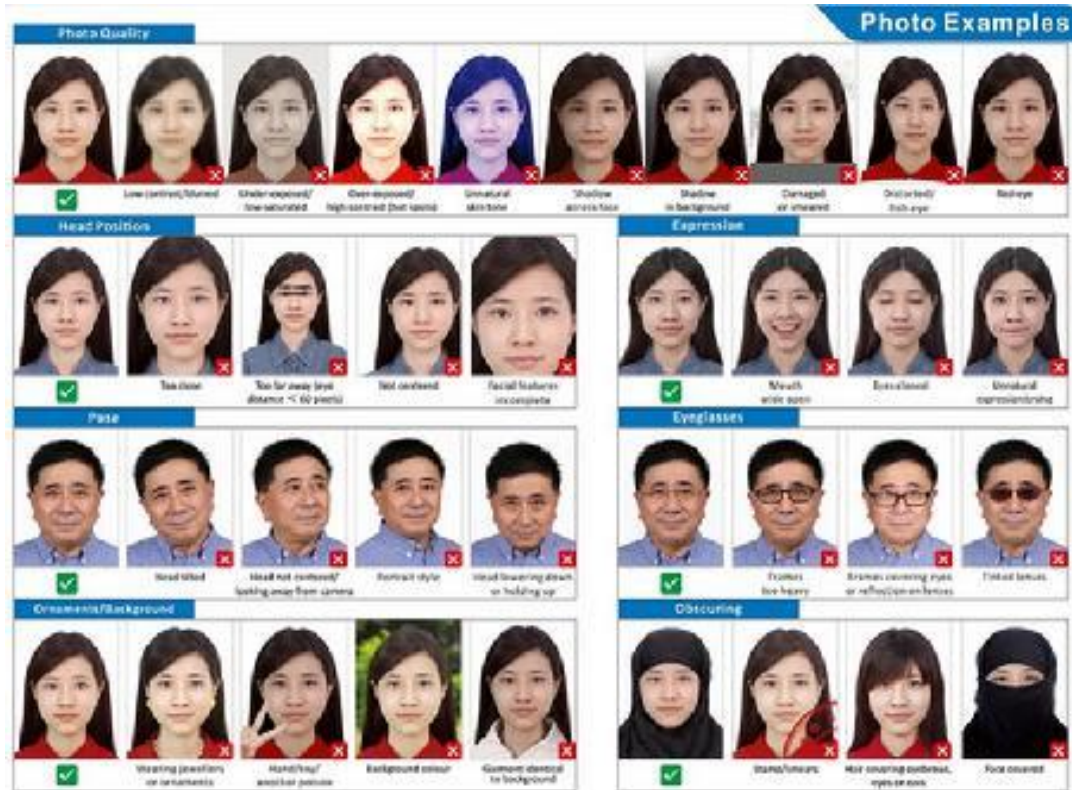 Photo Examples
Photo Quality
Low contrast/blurred
Under-exposed/
low-saturated
Over-exposed/
high contrast (hot spots)
Unnatural
skin tone
Shadow
across face
Shadow
in background
Damaged
or smeared
Distorted/
fish eye
Red eye
Head Position
Too close
Too far away (eye
distance < 60 pixels)
Not centered
Facial features
incomplete
Expression
Mouth
wide open
Eyes closed
Unnatural
Pose
Head tilted
Head not centered/
looking away from camera
Portrait style
Head lowering down
or holding up
Eyeglasses
Frames
too heavy
Frames covering eyes
or reflection on lenses
Tinted lenses
Ornaments/Background
Wearing jewellery
or ornaments
Hand/toy/
another person
Background colour
Garment identical
to background
Obscuring
Hair covering eyebrows,
eyes or ears
Face covered